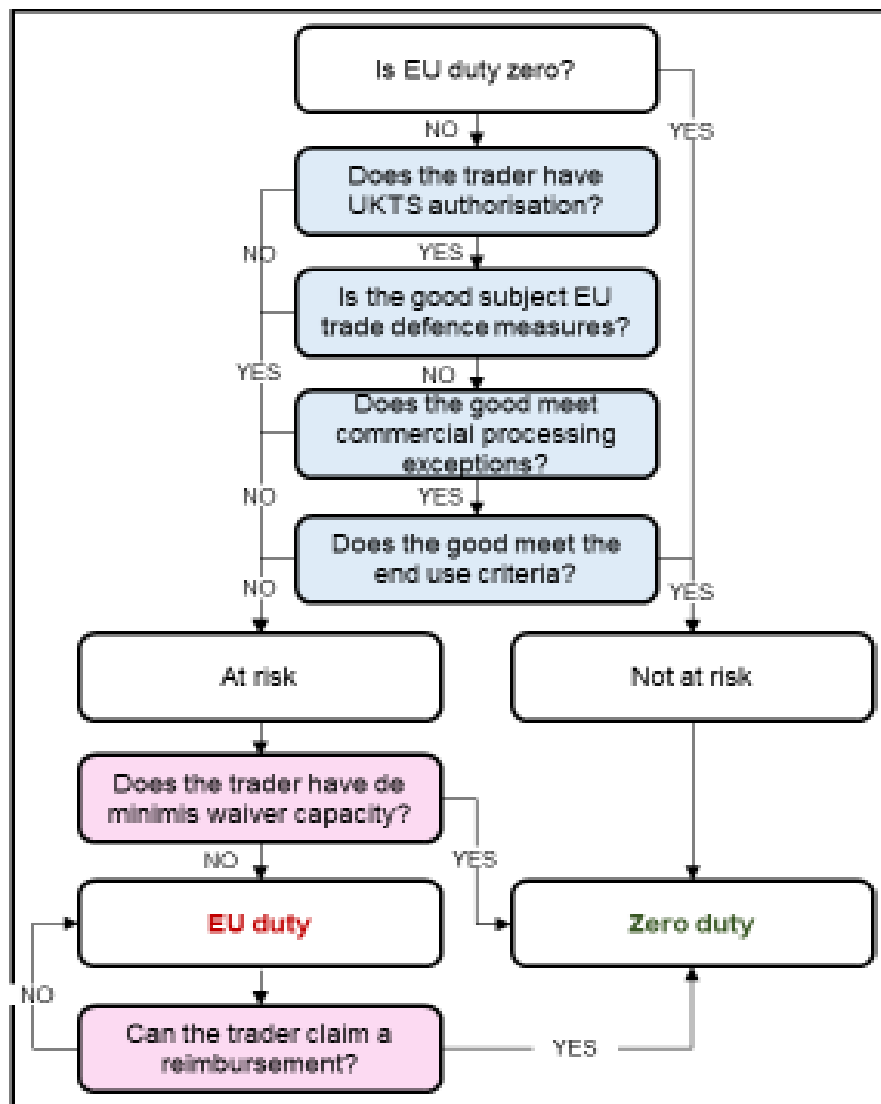 Is EU duty zero?
NO
YES
Does the trader have
UKTS authorisation?
NO
YES
Is the good subject EU
trade defence measures?
YES
NO
Does the good meet
commercial processing
exceptions?
NO
YES
Does the good meet the
end use criteria?
NO
YES
At risk
Not at risk
Does the trader have de
minimis waiver capacity?
NO
YES
EU duty
Zero duty
NO
Can the trader claim a
reimbursement?
YES